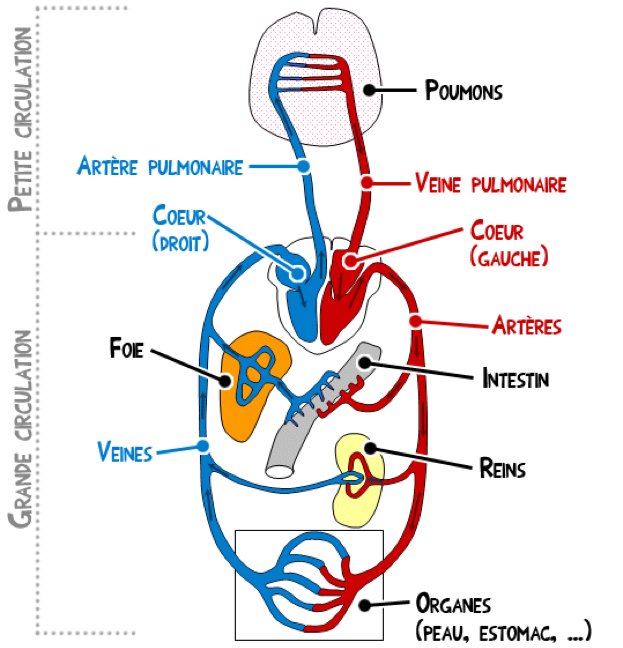 PETITE CIRCULATION
POUMONS
ARTÈRE PULMONAIRE
VEINE PULMONAIRE
COEUR
(DROIT)
COEUR
(GAUCHE)
GRANDE CIRCULATION
ARTÈRES
FOIE
INTESTIN
VEINES
REINS
ORGANES
(PEAU, ESTOMAC, ...)